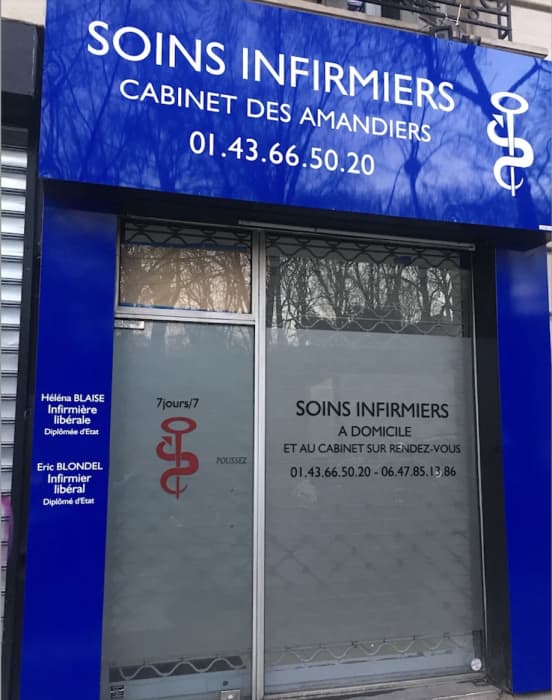 SOINS INFIRMIERS
CABINET DES AMANDIERS
01.43.66.50.20
Héléna BLAISE
Infirmière
libérale
Diplômée d'Etat
Eric BLONDEL
Infirmier
libéral
Diplômé d'Etat
7jours/7
POUSSEZ
SOINS INFIRMIERS
A DOMICILE
ET AU CABINET SUR RENDEZ-VOUS
01.43.66.50.20 - 06.47.85.13.86